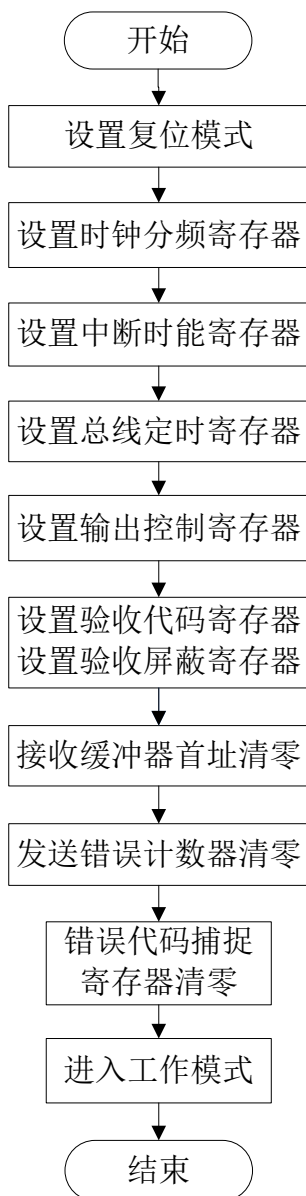 开始
设置复位模式
设置时钟分频寄存器
设置中断时能寄存器
设置总线定时寄存器
设置输出控制寄存器
设置验收代码寄存器
设置验收屏蔽寄存器
接收缓冲器首址清零
发送错误计数器清零
错误代码捕捉
寄存器清零
进入工作模式
结束